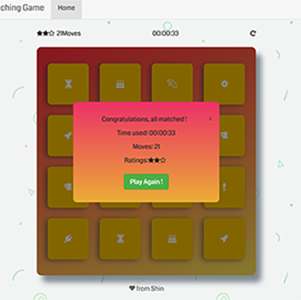 ching Game Home
21Moves 00:00:33
Congratulations, all matched !
×
Time used: 00:00:33
Moves: 21
Ratings:
Play Again !
from Shin